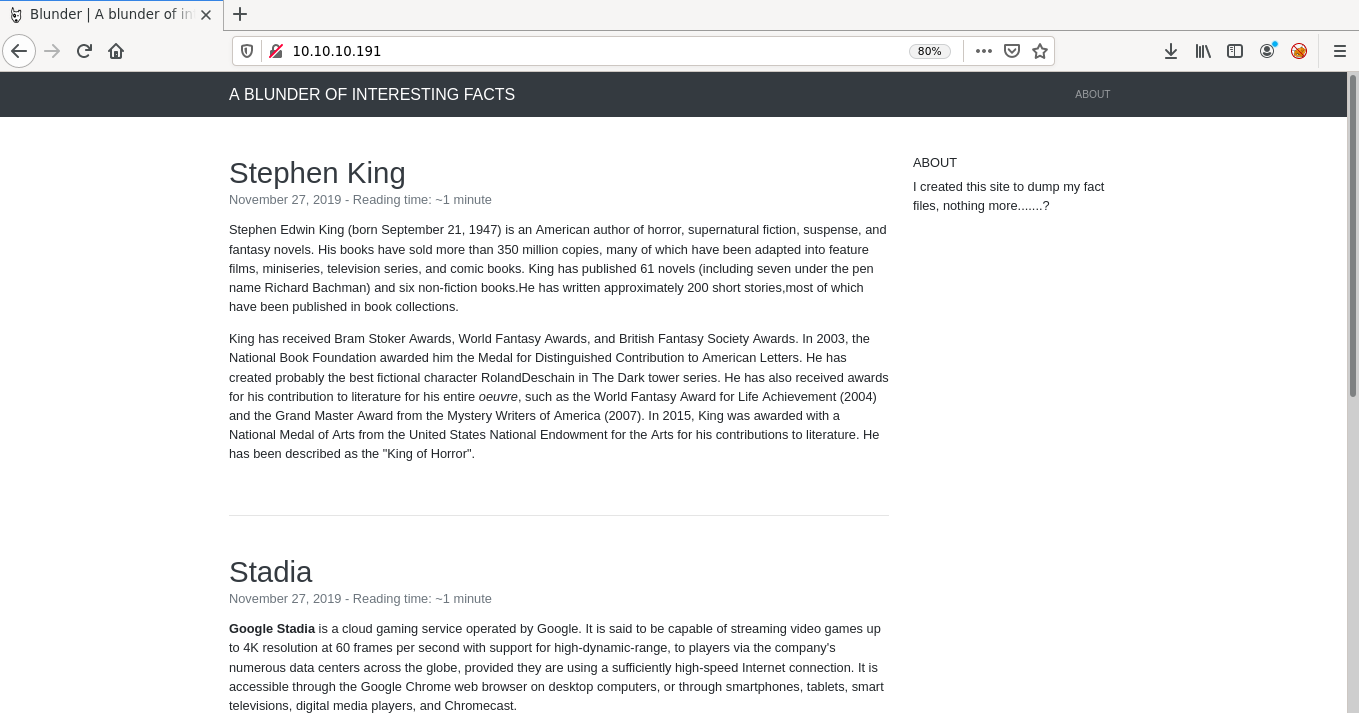 Blunder | A blunder of in
10.10.10.191
80%
A BLUNDER OF INTERESTING FACTS
ABOUT
Stephen King
November 27, 2019 - Reading time: ~1 minute
Stephen Edwin King (born September 21, 1947) is an American author of horror, supernatural fiction, suspense, and
fantasy novels. His books have sold more than 350 million copies, many of which have been adapted into feature
films, miniseries, television series, and comic books. King has published 61 novels (including seven under the pen
name Richard Bachman) and six non-fiction books.He has written approximately 200 short stories,most of which
have been published in book collections.
King has received Bram Stoker Awards, World Fantasy Awards, and British Fantasy Society Awards. In 2003, the
National Book Foundation awarded him the Medal for Distinguished Contribution to American Letters. He has
created probably the best fictional character RolandDeschain in The Dark tower series. He has also received awards
for his contribution to literature for his entire oeuvre, such as the World Fantasy Award for Life Achievement (2004)
and the Grand Master Award from the Mystery Writers of America (2007). In 2015, King was awarded with a
National Medal of Arts from the United States National Endowment for the Arts for his contributions to literature. He
has been described as the "King of Horror".
Stadia
November 27, 2019 - Reading time: ~1 minute
Google Stadia is a cloud gaming service operated by Google. It is said to be capable of streaming video games up
to 4K resolution at 60 frames per second with support for high-dynamic-range, to players via the company's
numerous data centers across the globe, provided they are using a sufficiently high-speed Internet connection. It is
accessible through the Google Chrome web browser on desktop computers, or through smartphones, tablets, smart
televisions, digital media players, and Chromecast.
ABOUT
I created this site to dump my fact
files, nothing more.......?